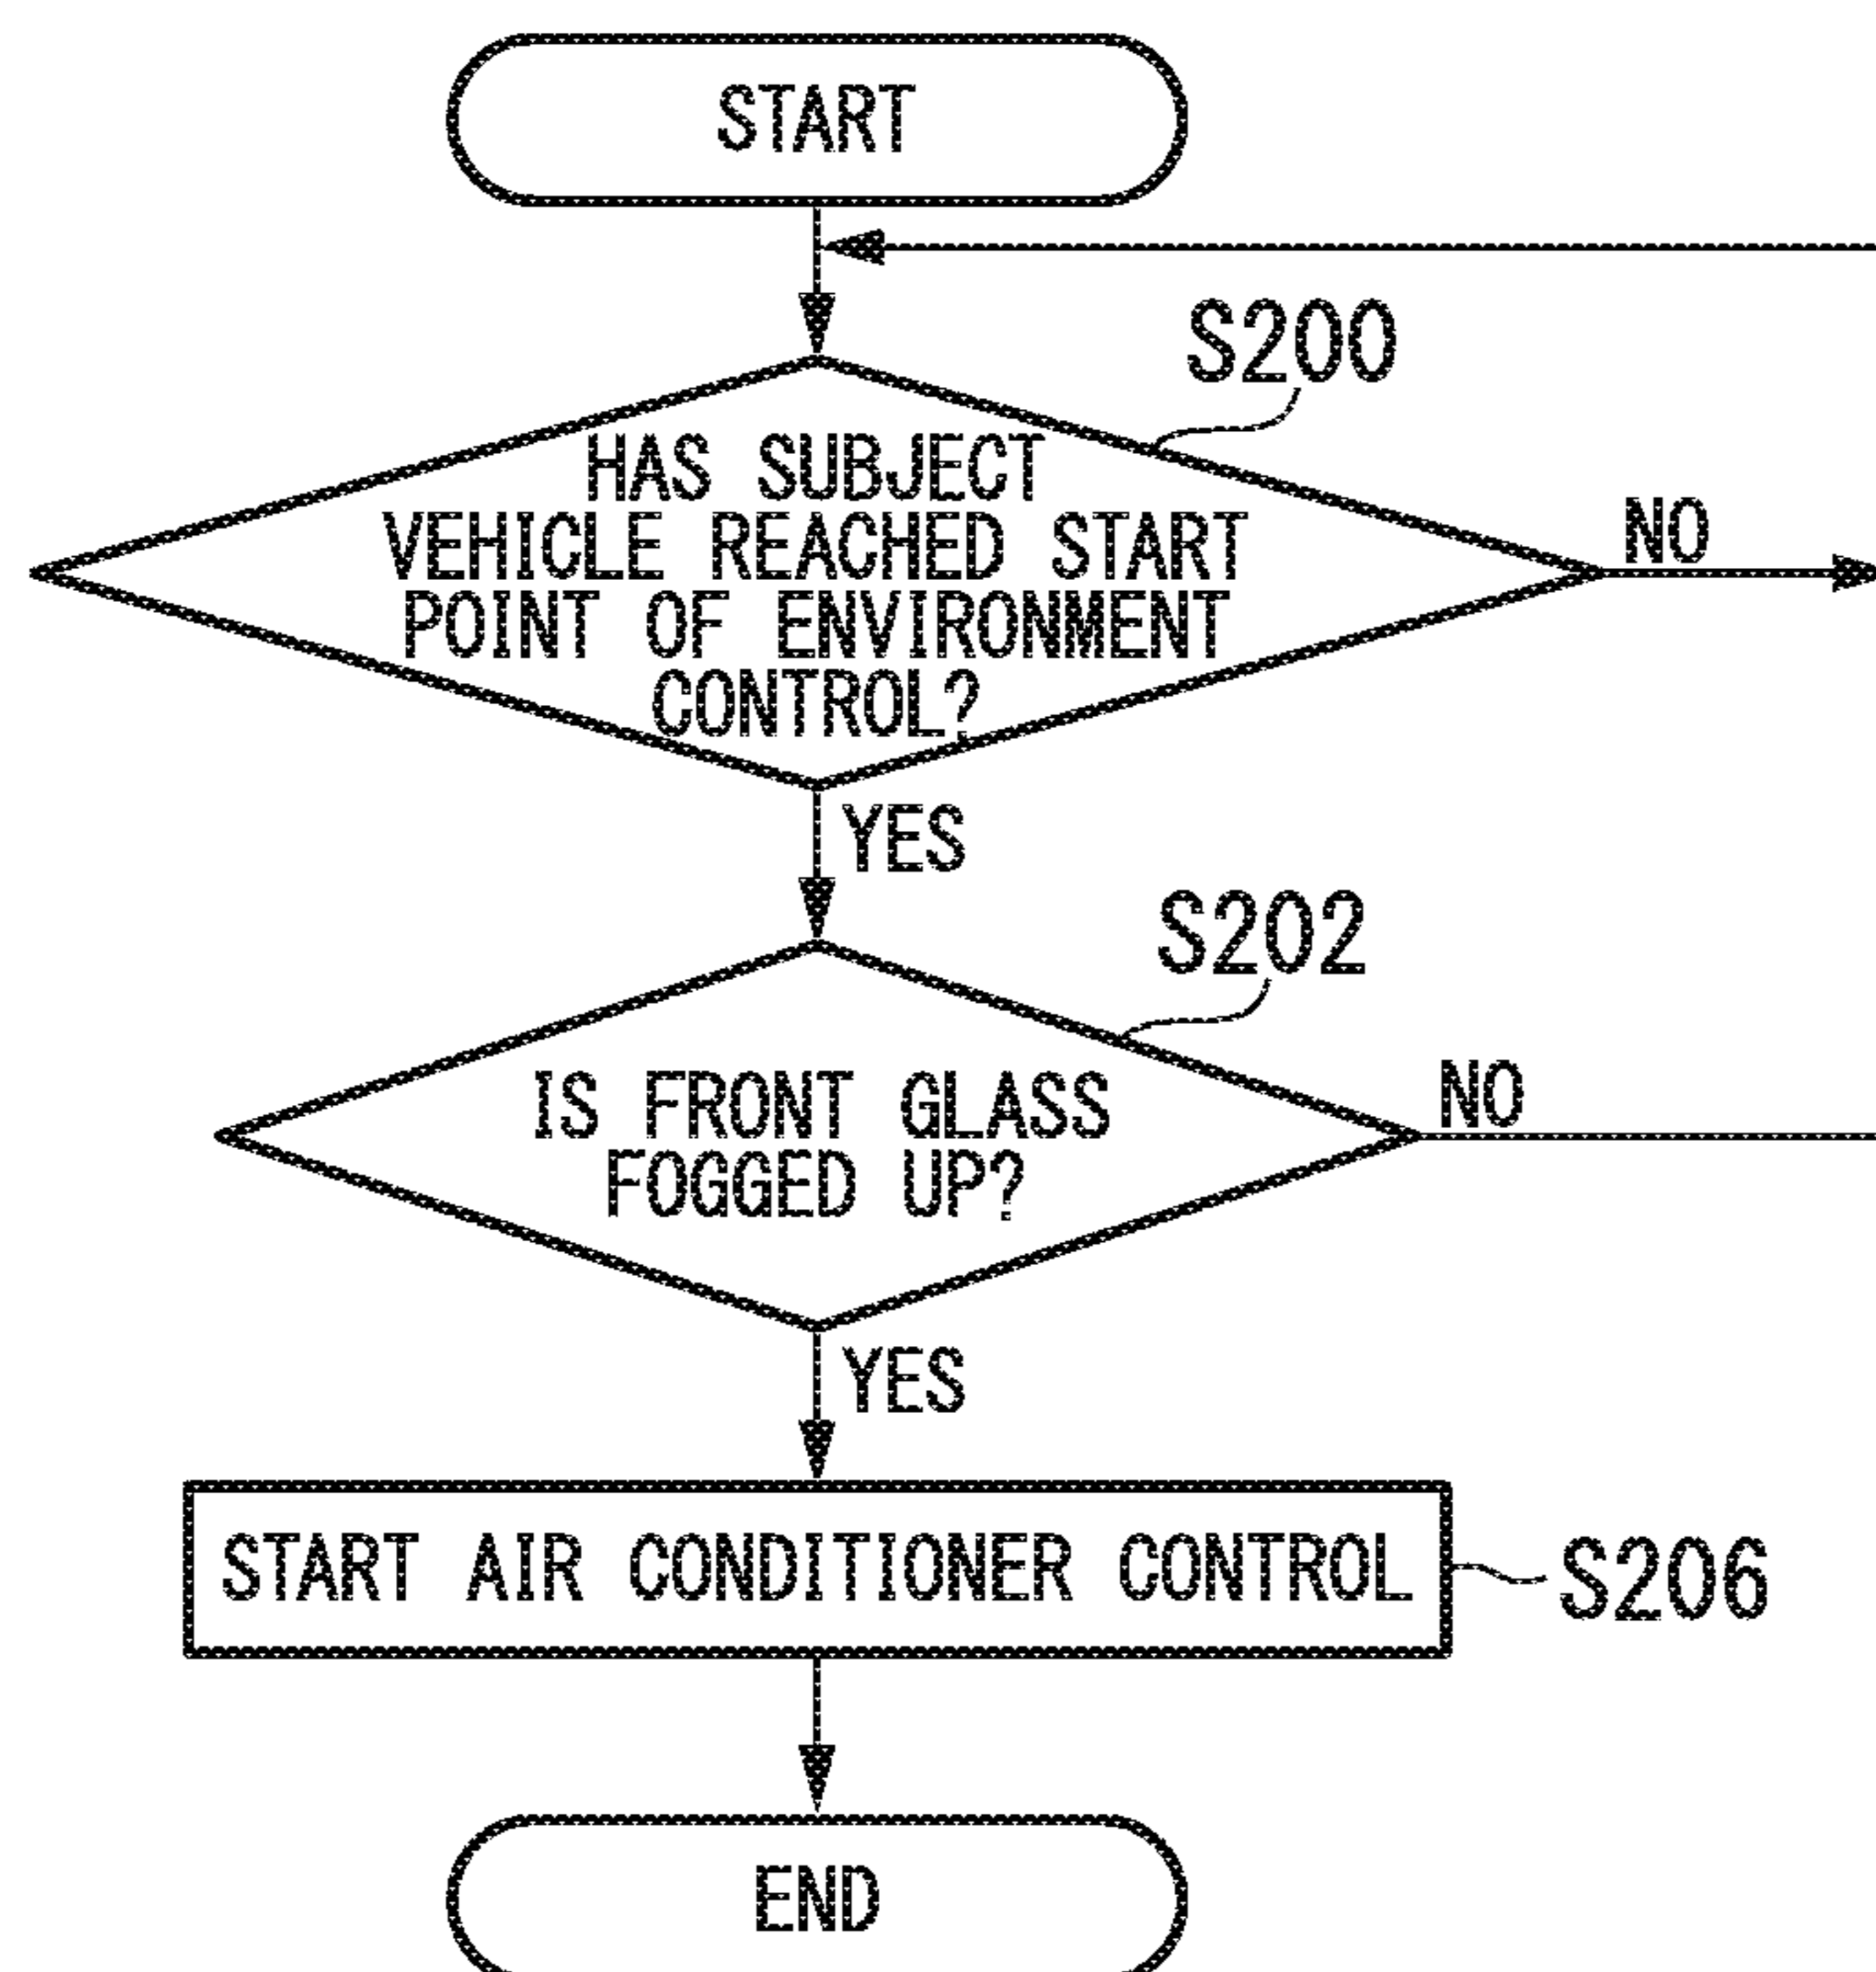 START
S200
HAS SUBJECT
VEHICLE REACHED START
POINT OF ENVIRONMENT
CONTROL?
NO
YES
S202
IS FRONT GLASS
FOGGED UP?
NO
YES
START AIR CONDITIONER CONTROL
S206
END